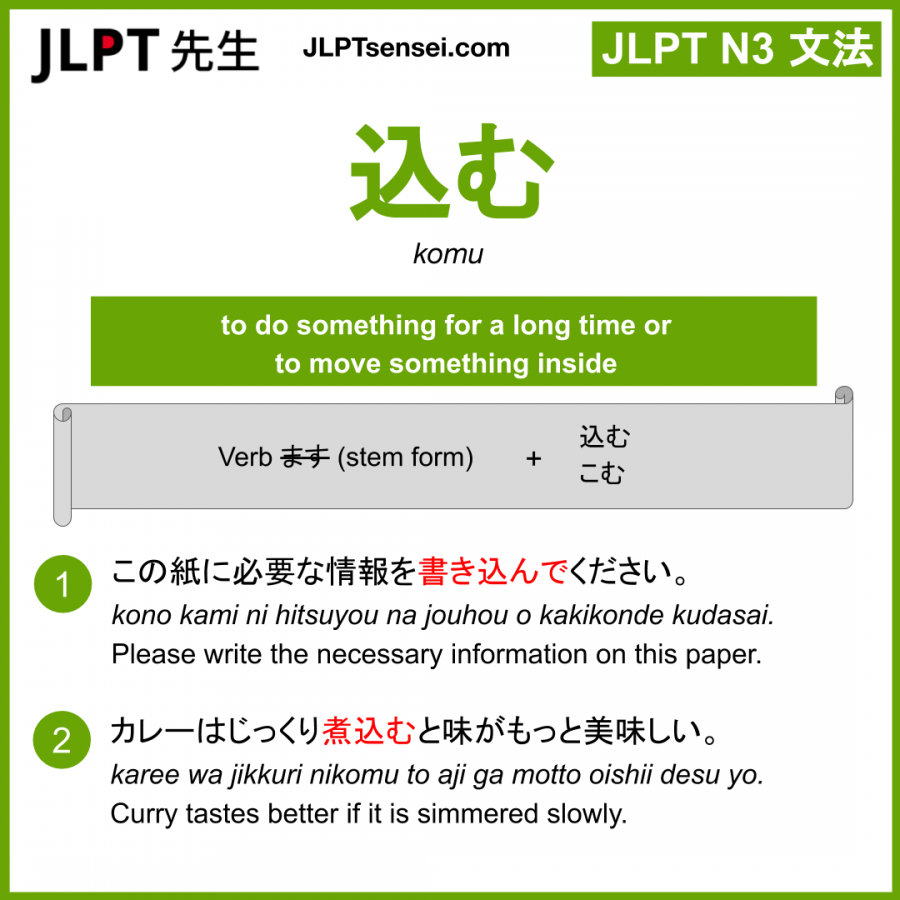 JLPT 先生
JLPTsensei.com
JLPT N3 文法
込む
komu
to do something for a long time or
to move something inside
Verb ます (stem form) + 込む
こむ
1 この紙に必要な情報を書き込んでください。
kono kami ni hitsuyou na jouhou o kakikonde kudasai.
Please write the necessary information on this paper.
2 カレーはじっくり煮込むと味がもっと美味しい。
karee wa jikkuri nikomu to aji ga motto oishii desu yo.
Curry tastes better if it is simmered slowly.